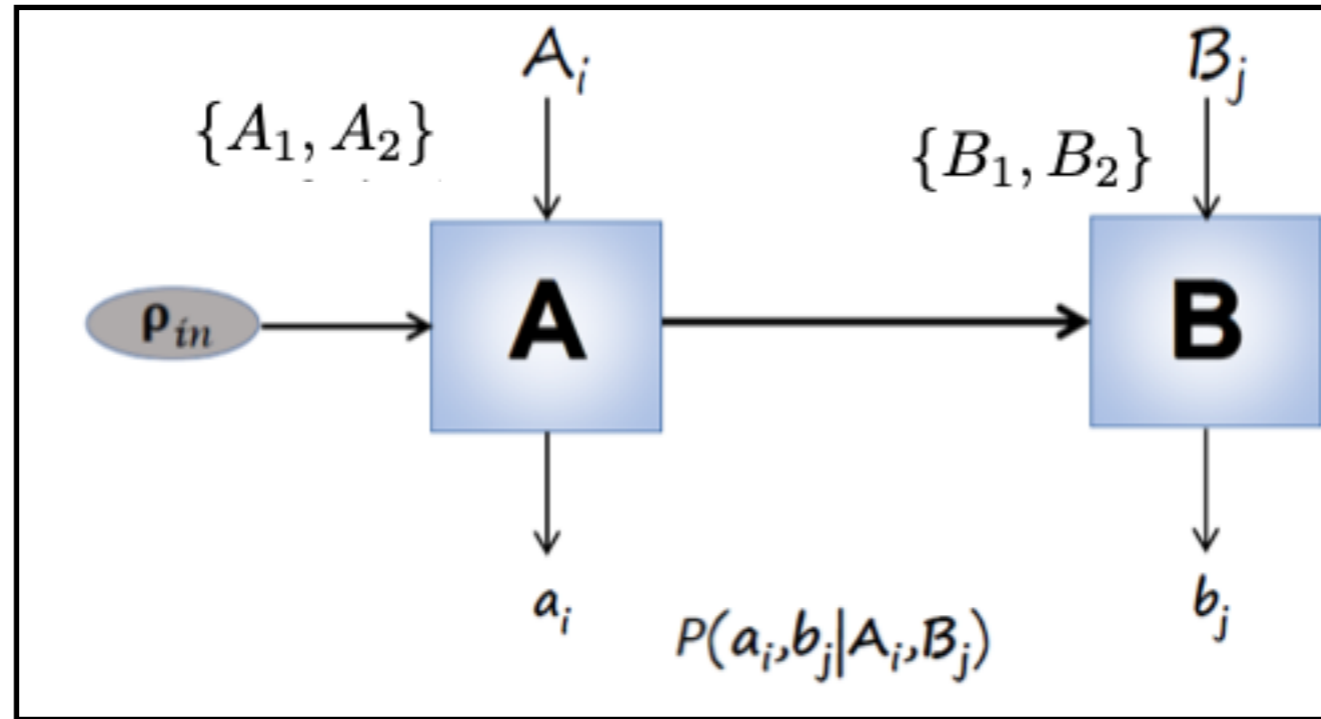 A_i B_j
{A_1, A_2} {B_1, B_2}
ρ_in A B
a_i b_j
P(a_i,b_j|A_i,B_j)